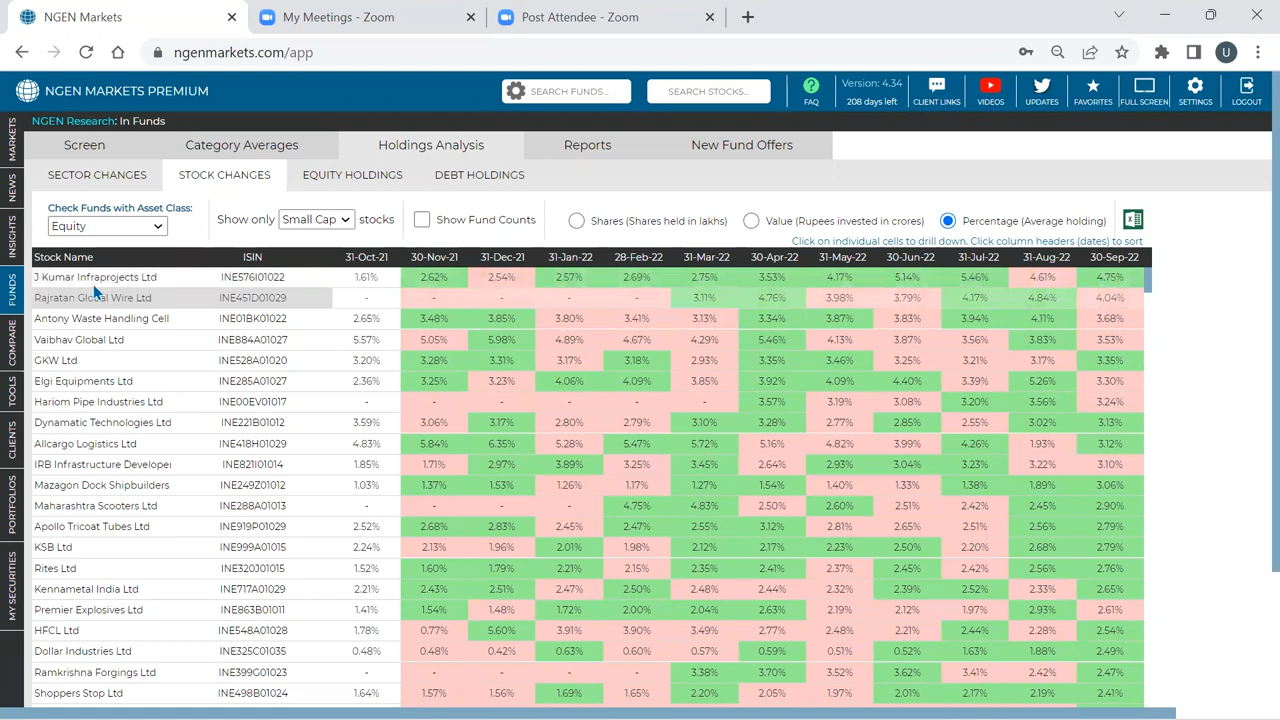 NGEN Markets
My Meetings - Zoom
Post Attendee - Zoom
ngenmarkets.com/app
U
NGEN MARKETS PREMIUM
SEARCH FUNDS...
SEARCH STOCKS...
FAQ
Version: 4.34
208 days left
CLIENT LINKS
VIDEOS
UPDATES
FAVORITES
FULL SCREEN
SETTINGS
LOGOUT
NGEN Research: In Funds
MARKETS
NEWS
INSIGHTS
FUNDS
COMPARE
TOOLS
CLIENTS
PORTFOLIOS
MY SECURITIES
Screen Category Averages Holdings Analysis Reports New Fund Offers
SECTOR CHANGES STOCK CHANGES EQUITY HOLDINGS DEBT HOLDINGS
Check Funds with Asset Class:
Equity
Show only Small Cap stocks
Show Fund Counts
Shares (Shares held in lakhs) Value (Rupees invested in crores) Percentage (Average holding)
Click on individual cells to drill down. Click column headers (dates) to sort
Stock Name ISIN 31-Oct-21 30-Nov-21 31-Dec-21 31-Jan-22 28-Feb-22 31-Mar-22 30-Apr-22 31-May-22 30-Jun-22 31-Jul-22 31-Aug-22 30-Sep-22
J Kumar Infraprojects Ltd INE576I01022 1.61% 2.62% 2.54% 2.57% 2.69% 2.75% 3.53% 4.17% 5.14% 5.46% 4.61% 4.75%
Rajratan Global Wire Ltd INE451D01029 - - - - - 3.11% 4.76% 3.98% 3.79% 4.17% 4.84% 4.04%
Antony Waste Handling Cell INE01BK01022 2.65% 3.48% 3.85% 3.80% 3.41% 3.13% 3.34% 3.87% 3.83% 3.94% 4.11% 3.68%
Vaibhav Global Ltd INE884A01027 5.57% 5.05% 5.98% 4.89% 4.67% 4.29% 5.46% 4.13% 3.87% 3.56% 3.83% 3.53%
GKW Ltd INE528A01020 3.20% 3.28% 3.31% 3.17% 3.18% 2.93% 3.35% 3.46% 3.25% 3.21% 3.17% 3.35%
Elgi Equipments Ltd INE285A01027 2.36% 3.25% 3.23% 4.06% 4.09% 3.85% 3.92% 4.09% 4.40% 3.39% 5.26% 3.30%
Hariom Pipe Industries Ltd INE00EV01017 - - - - - - 3.57% 3.19% 3.08% 3.20% 3.56% 3.24%
Dynamatic Technologies Ltd INE221B01012 3.59% 3.06% 3.17% 2.80% 2.79% 3.10% 3.28% 2.77% 2.85% 2.55% 3.02% 3.13%
Allcargo Logistics Ltd INE418H01029 4.83% 5.84% 6.35% 5.28% 5.47% 5.72% 5.16% 4.82% 3.99% 4.26% 1.93% 3.12%
IRB Infrastructure Developer INE821I01014 1.85% 1.71% 2.97% 3.89% 3.25% 3.45% 2.64% 2.93% 3.04% 3.23% 3.22% 3.10%
Mazagon Dock Shipbuilders INE249Z01012 1.03% 1.37% 1.53% 1.26% 1.17% 1.27% 1.54% 1.40% 1.33% 1.38% 1.89% 3.06%
Maharashtra Scooters Ltd INE288A01013 - - - - 4.75% 4.83% 2.50% 2.60% 2.51% 2.42% 2.45% 2.90%
Apollo Tricoat Tubes Ltd INE919P01029 2.52% 2.68% 2.83% 2.45% 2.47% 2.55% 3.12% 2.81% 2.65% 2.51% 2.56% 2.79%
KSB Ltd INE999A01015 2.24% 2.13% 1.96% 2.01% 1.98% 2.12% 2.17% 2.23% 2.50% 2.20% 2.68% 2.79%
Rites Ltd INE320J01015 1.52% 1.60% 1.79% 2.21% 2.15% 2.35% 2.41% 2.37% 2.45% 2.42% 2.56% 2.76%
Kennametal India Ltd INE717A01029 2.21% 2.43% 2.51% 2.47% 2.50% 2.48% 2.44% 2.32% 2.39% 2.52% 2.33% 2.65%
Premier Explosives Ltd INE863B01011 1.41% 1.54% 1.48% 1.72% 2.00% 2.04% 2.63% 2.19% 2.12% 1.97% 2.93% 2.61%
HFCL Ltd INE548A01028 1.78% 0.77% 5.60% 3.91% 3.90% 3.49% 2.77% 2.48% 2.21% 2.44% 2.28% 2.54%
Dollar Industries Ltd INE325C01035 0.48% 0.48% 0.42% 0.63% 0.60% 0.57% 0.59% 0.51% 0.52% 1.63% 1.88% 2.49%
Ramkrishna Forgings Ltd INE399G01023 - - - - - 3.38% 3.70% 3.52% 3.62% 3.41% 2.42% 2.47%
Shoppers Stop Ltd INE498B01024 1.64% 1.57% 1.56% 1.69% 1.65% 2.20% 2.05% 1.97% 2.01% 2.17% 2.19% 2.41%